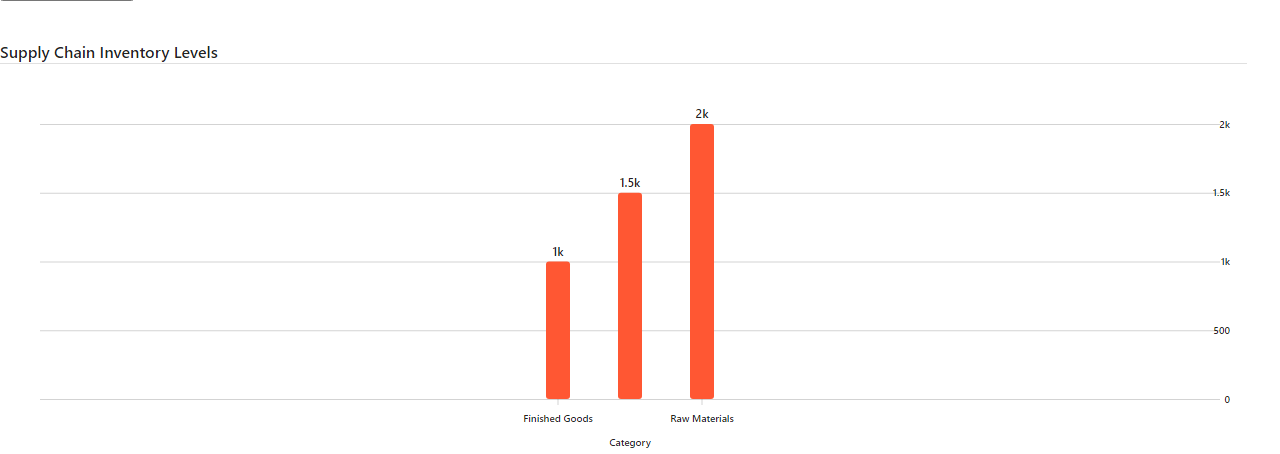 Supply Chain Inventory Levels
2k
2k
1.5k
1.5k
1k
1k
500
0
Finished Goods Raw Materials
Category